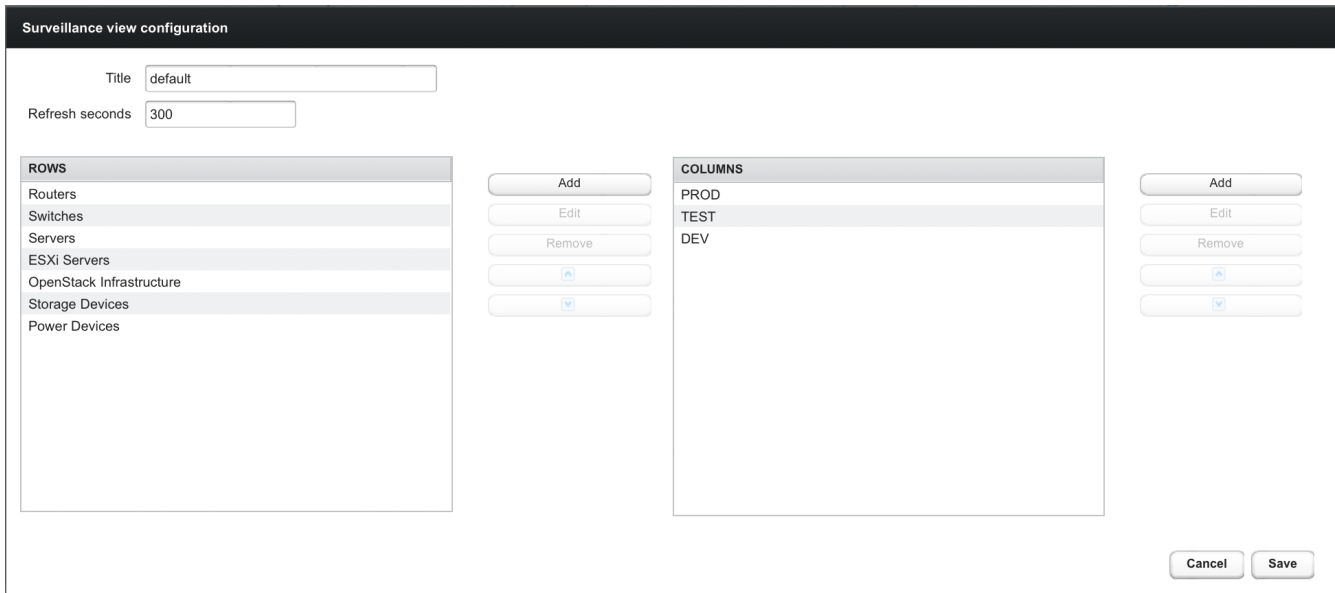 Surveillance view configuration
Title default
Refresh seconds 300
ROWS
Routers
Switches
Servers
ESXi Servers
OpenStack Infrastructure
Storage Devices
Power Devices
Add
Edit
Remove
COLUMNS
PROD
TEST
DEV
Add
Edit
Remove
Cancel Save